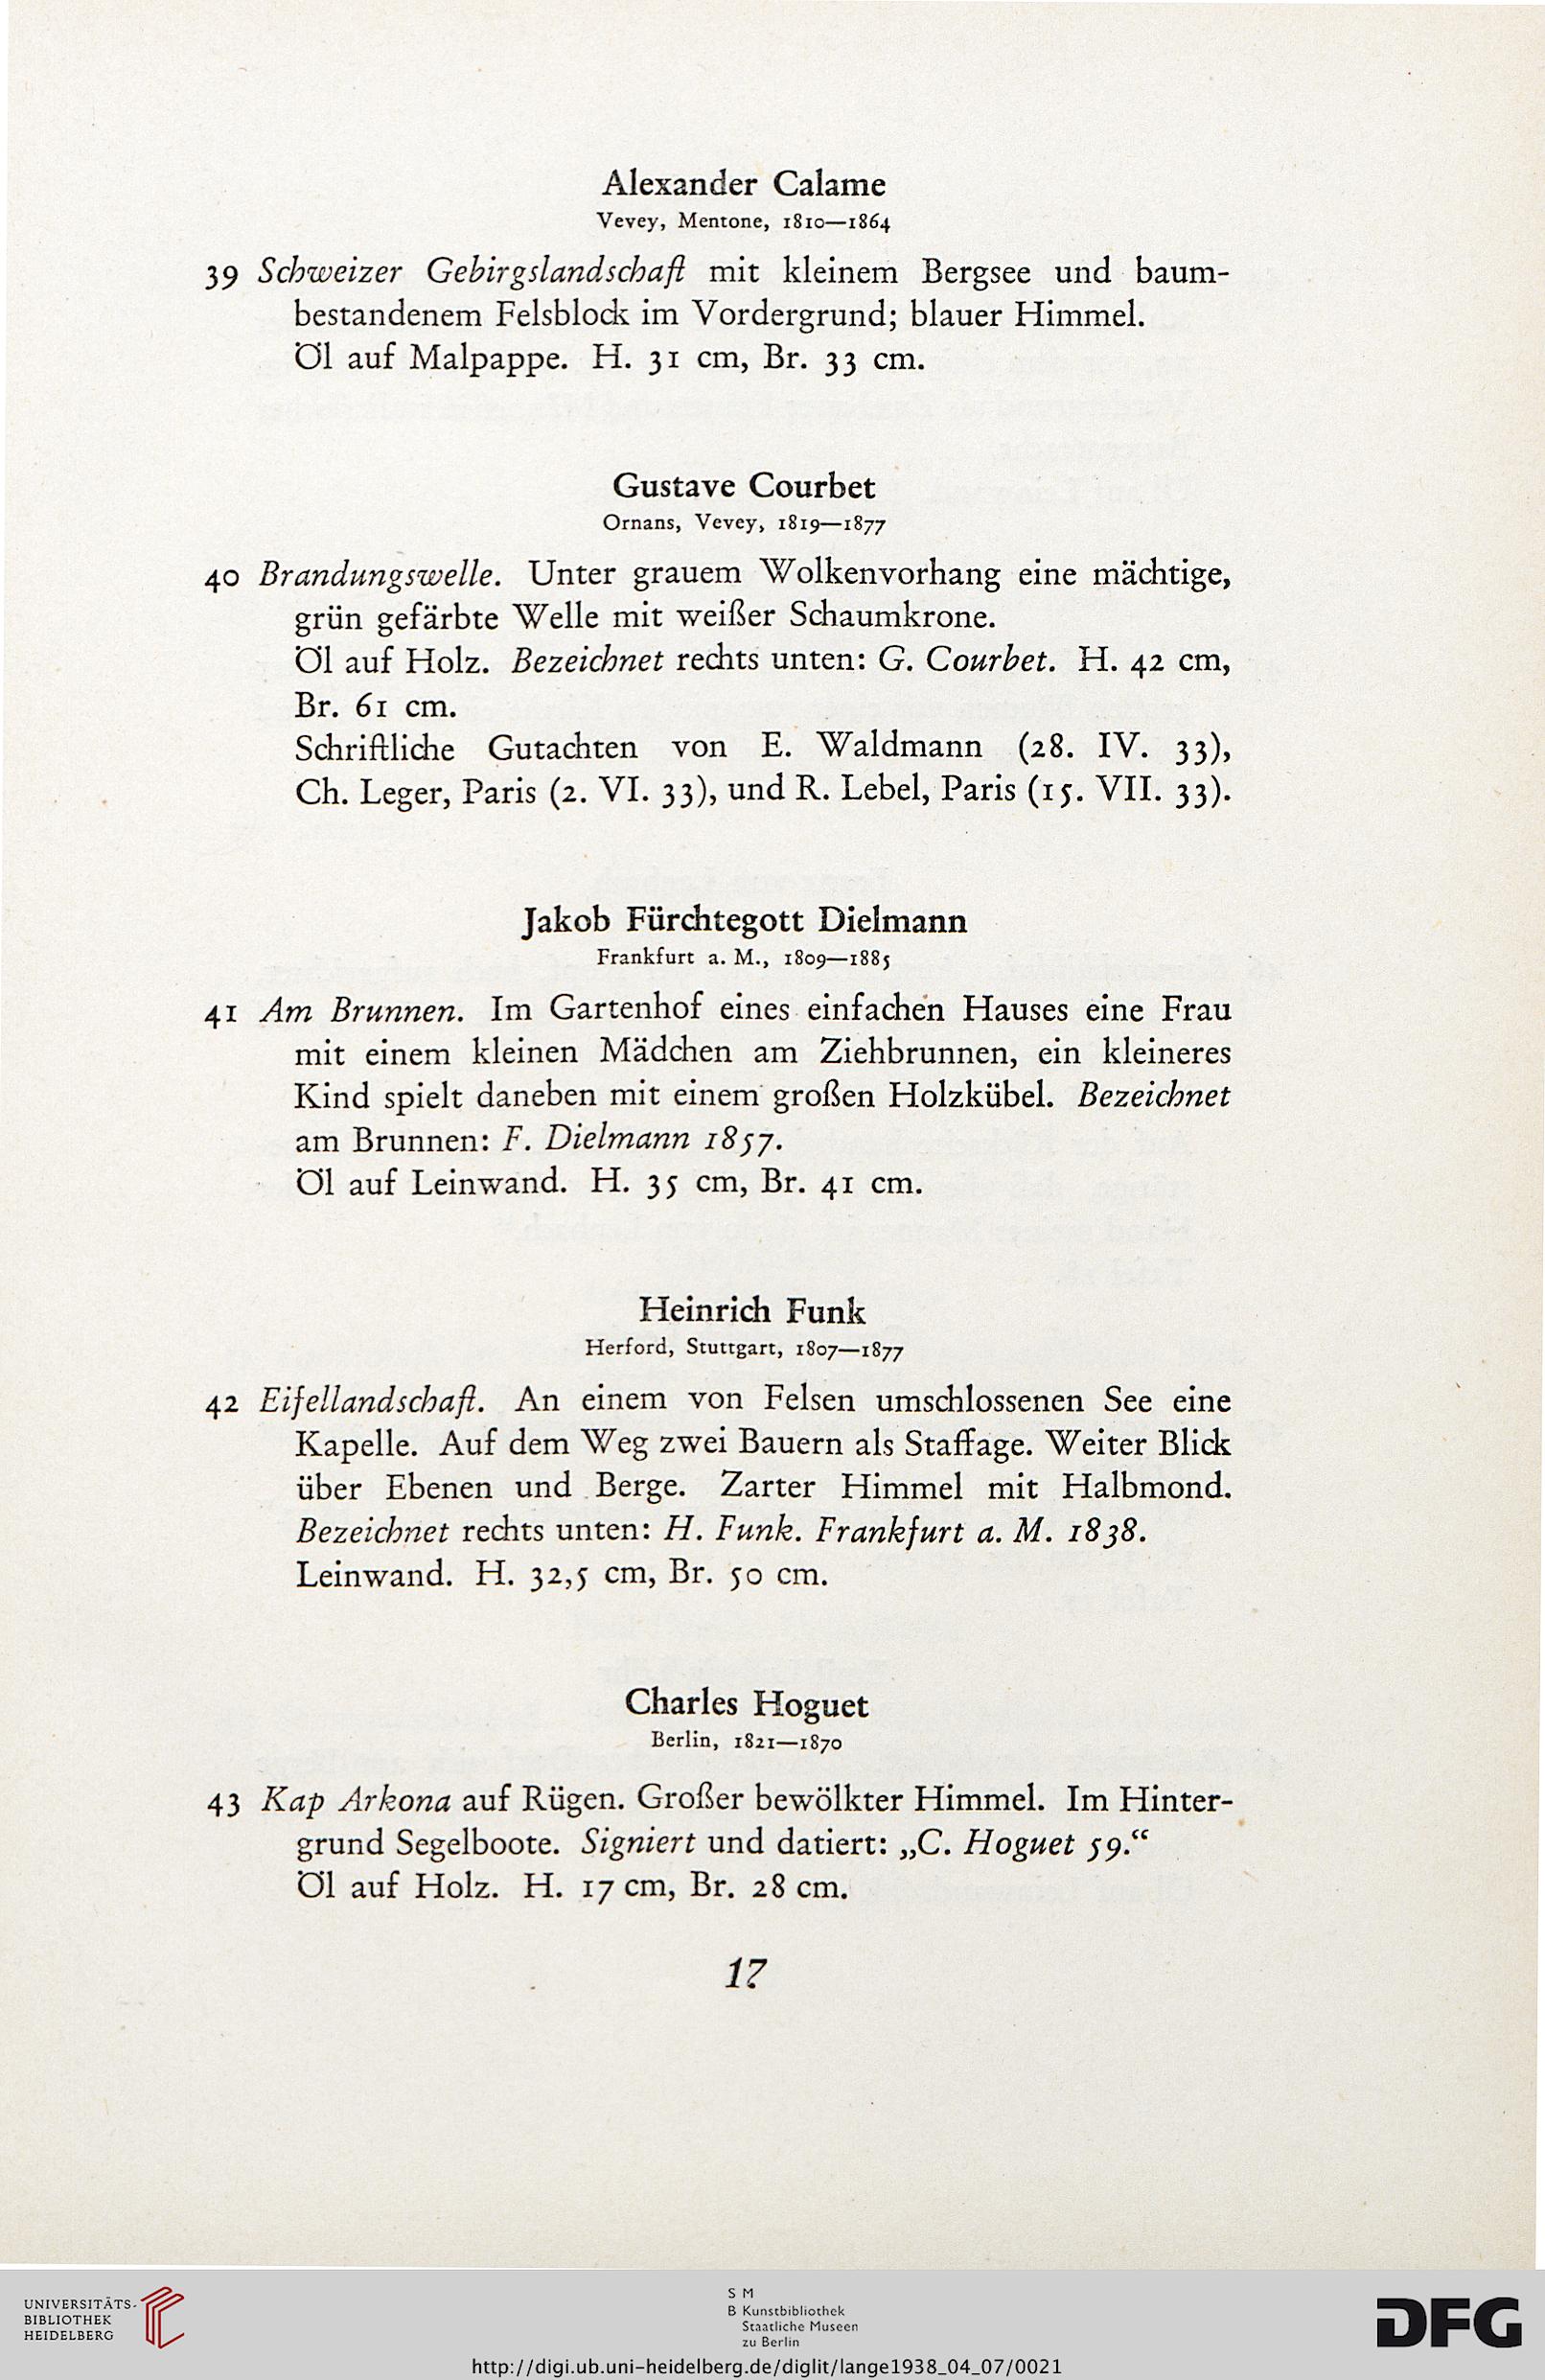 Alexander Calame
Vevey, Mentone, 1810—1864
39 Schweizer Gebirgslandschaft mit kleinem Bergsee und baum-
bestandenem Felsblock im Vordergrund; blauer Himmel.
Öl auf Malpappe. H. 31 cm, Br. 33 cm.
Gustave Courbet
Ornans, Vevey, 1819—1877
40 Brandungswelle. Unter grauem Wolkenvorhang eine mächtige,
grün gefärbte Welle mit weißer Schaumkrone.
Öl auf Holz. Bezeichnet rechts unten: G. Courbet. H. 42 cm,
Br. 61 cm.
Schriftliche Gutachten von E. Waldmann (28. IV. 33),
Ch. Leger, Paris (2. VI. 33), und R. Lebel, Paris (15. VII. 33).
Jakob Fürchtegott Dielmann
Frankfurt a. M., 1809—1885
41 Am Brunnen. Im Gartenhof eines einfachen Hauses eine Frau
mit einem kleinen Mädchen am Ziehbrunnen, ein kleineres
Kind spielt daneben mit einem großen Holzkübel. Bezeichnet
am Brunnen: F. Dielmann 1857.
Öl auf Leinwand. H. 35 cm, Br. 41 cm.
Heinrich Funk
Herford, Stuttgart, 1807—1877
42 Eifellandschaft. An einem von Felsen umschlossenen See eine
Kapelle. Auf dem Weg zwei Bauern als Staffage. Weiter Blick
über Ebenen und Berge. Zarter Himmel mit Halbmond.
Bezeichnet rechts unten: H. Funk. Frankfurt a. M. 1838.
Leinwand. H. 32,5 cm, Br. 50 cm.
Charles Hoguet
Berlin, 1821—1870
43 Kap Arkona auf Rügen. Großer bewölkter Himmel. Im Hinter-
grund Segelboote. Signiert und datiert: „C. Hoguet 59.“
Öl auf Holz. H. 17 cm, Br. 28 cm.
17
UNIVERSITÄTS-
BIBLIOTHEK
HEIDELBERG
S M
B Kunstbibliothek
Staatliche Museen
zu Berlin
DFG
http://digi.ub.uni-heidelberg.de/diglit/lange1938_04_07/0021